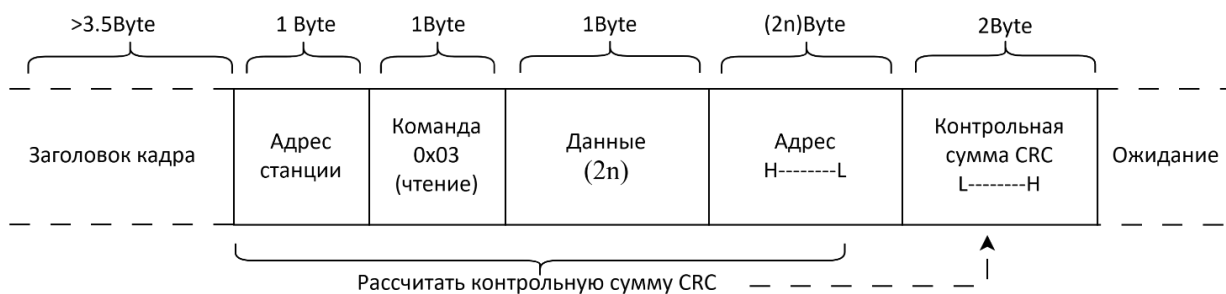 >3.5Byte
1 Byte
1Byte
1Byte
(2n)Byte
2Byte
Заголовок кадра
Адрес
станции
Команда
0x03
(чтение)
Данные
(2n)
Адрес
H--------L
Контрольная
сумма CRC
L--------H
Ожидание
Рассчитать контрольную сумму CRC